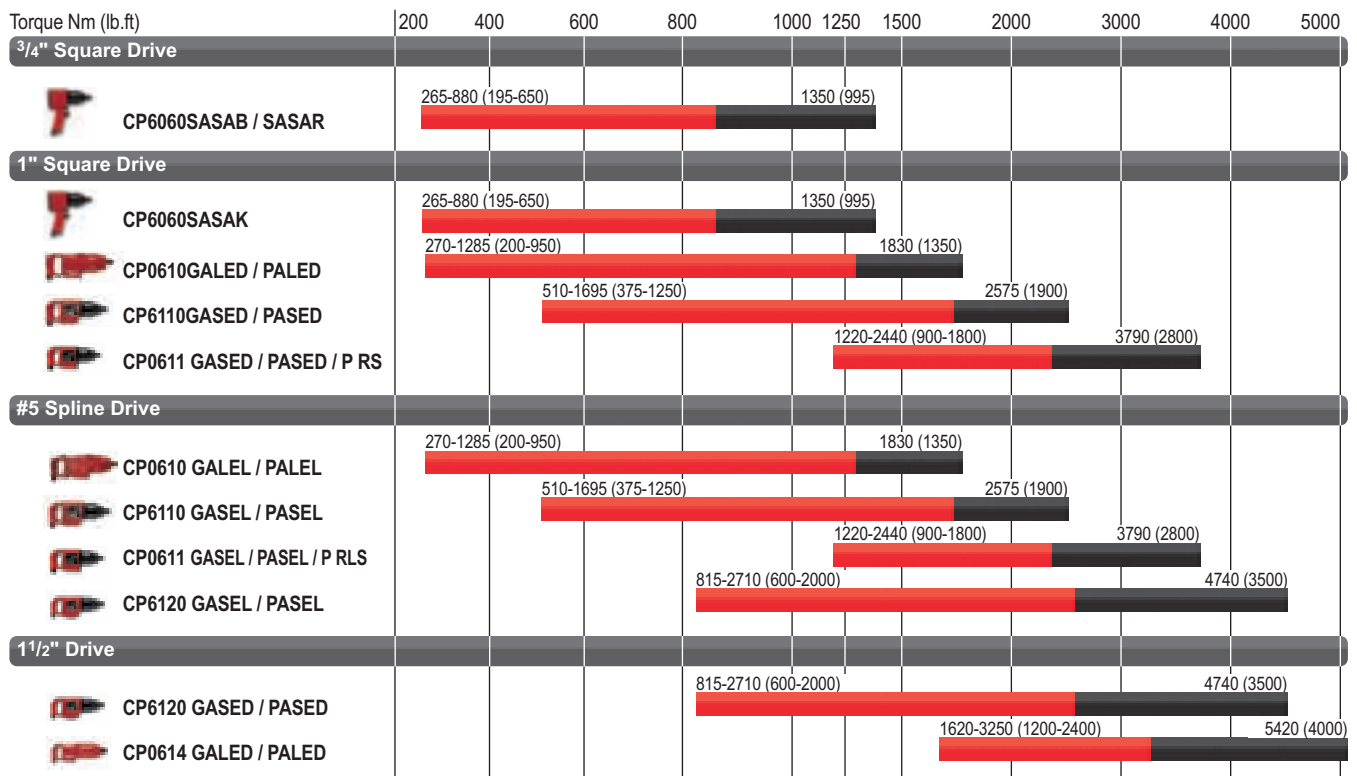 Torque Nm (lb.ft) 200 400 600 800 1000 1250 1500 2000 3000 4000 5000
3/4" Square Drive
265-880 (195-650) 1350 (995)
CP6060SASAB / SASAR
1" Square Drive
265-880 (195-650) 1350 (995)
CP6060SASAK
270-1285 (200-950) 1830 (1350)
CP0610GALED / PALED
510-1695 (375-1250) 2575 (1900)
CP6110GASED / PASED
1220-2440 (900-1800) 3790 (2800)
CP0611 GASED / PASED / P RS
#5 Spline Drive
270-1285 (200-950) 1830 (1350)
CP0610 GALEL / PALEL
510-1695 (375-1250) 2575 (1900)
CP6110 GASEL / PASEL
1220-2440 (900-1800) 3790 (2800)
CP0611 GASEL / PASEL / P RLS
815-2710 (600-2000) 4740 (3500)
CP6120 GASEL / PASEL
11/2" Drive
815-2710 (600-2000) 4740 (3500)
CP6120 GASED / PASED
1620-3250 (1200-2400) 5420 (4000)
CP0614 GALED / PALED